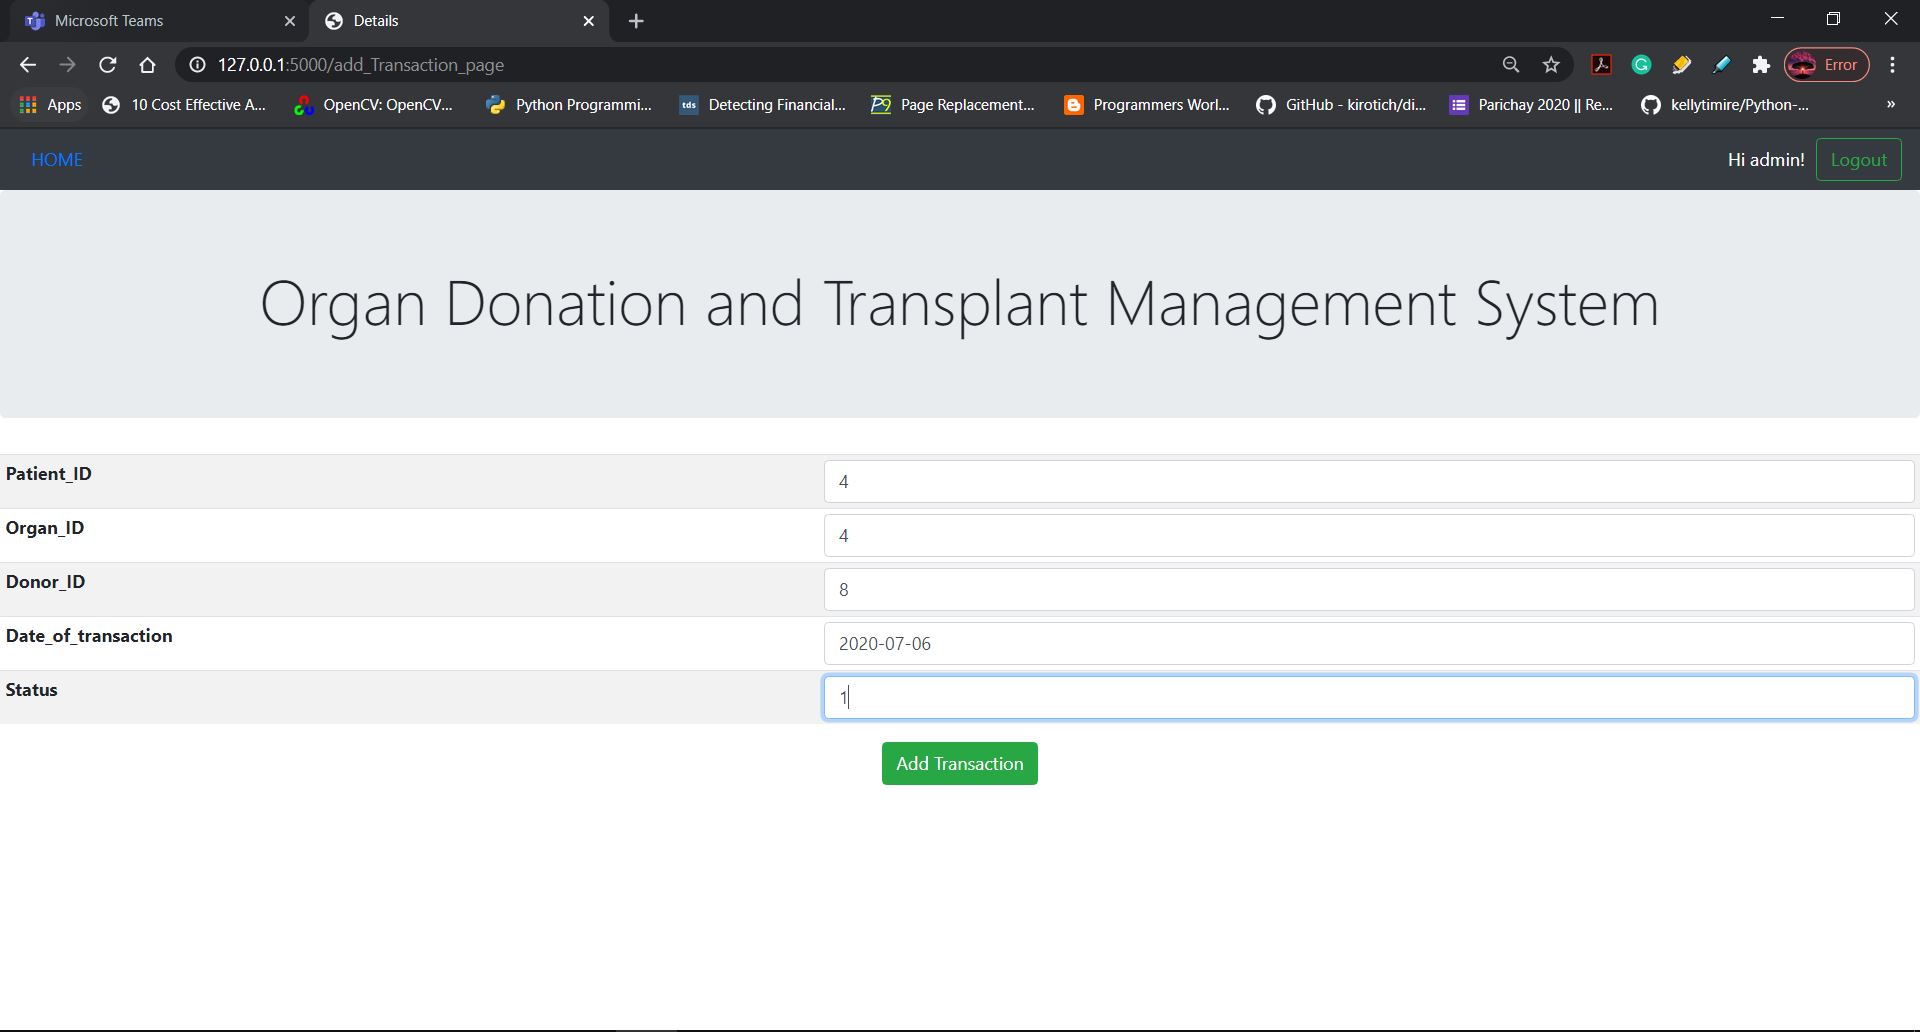 Microsoft Teams
Details
127.0.0.1:5000/add_Transaction_page
Error
Apps
10 Cost Effective A...
OpenCV: OpenCV...
Python Programmi...
tds
Detecting Financial...
Page Replacement...
Programmers Worl...
GitHub - kirotich/di...
Parichay 2020 || Re...
kellytimire/Python-...
»
HOME
Hi admin!
Logout
Organ Donation and Transplant Management System
Patient_ID
4
Organ_ID
4
Donor_ID
8
Date_of_transaction
2020-07-06
Status
1
Add Transaction